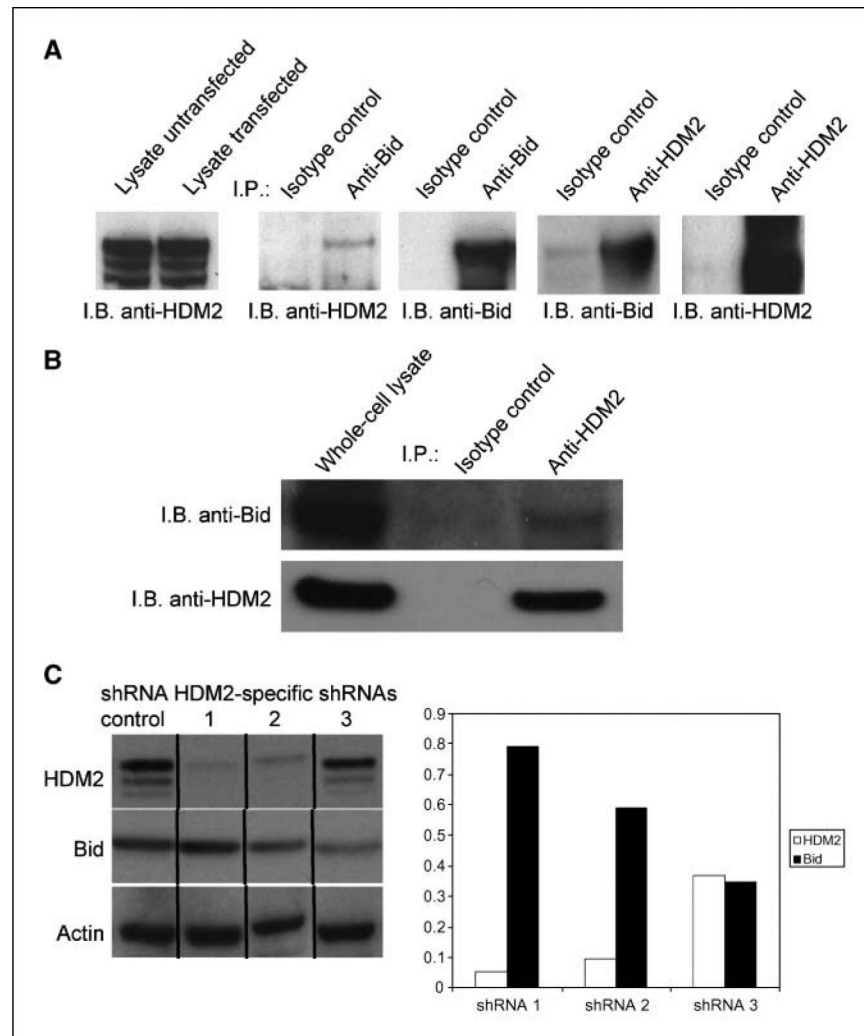 A
Lysate untransfected
Lysate transfected
I.P.:
Isotype control
Anti-Bid
Isotype control
Anti-Bid
Isotype control
Anti-HDM2
Isotype control
Anti-HDM2
I.B. anti-HDM2
I.B. anti-HDM2
I.B. anti-Bid
I.B. anti-Bid
I.B. anti-HDM2
B
Whole-cell lysate
I.P.:
Isotype control
Anti-HDM2
I.B. anti-Bid
I.B. anti-HDM2
C
shRNA HDM2-specific shRNAs
control 1 2 3
HDM2
Bid
Actin
0.9
0.8
0.7
0.6
0.5
0.4
0.3
0.2
0.1
0
shRNA 1
shRNA 2
shRNA 3
HDM2
Bid